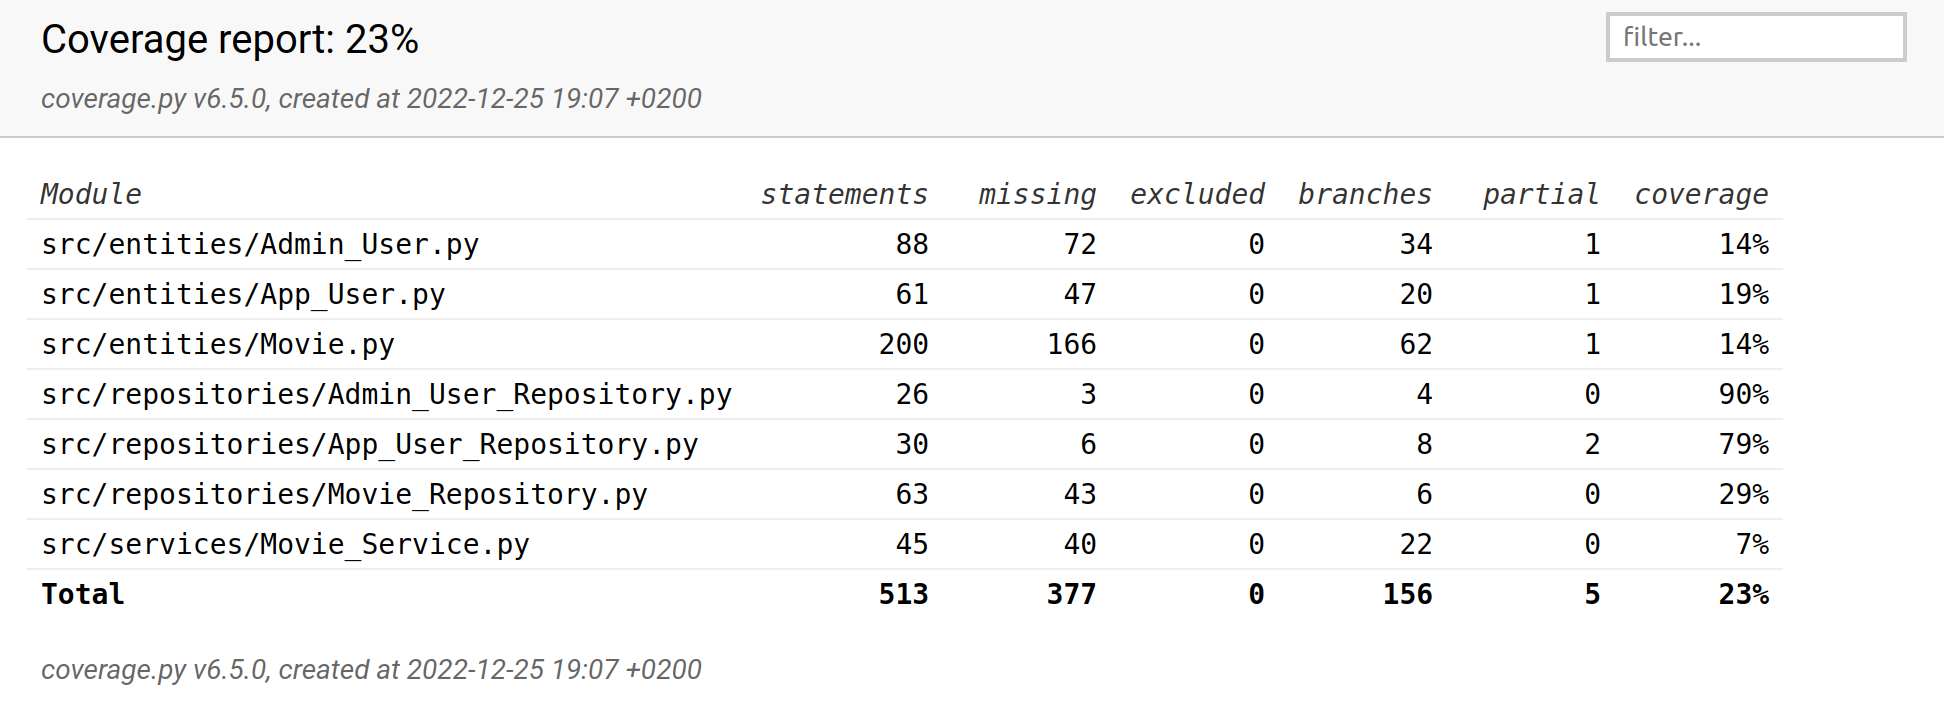 Coverage report: 23%
filter...
coverage.py v6.5.0, created at 2022-12-25 19:07 +0200
Module statements missing excluded branches partial coverage
src/entities/Admin_User.py 88 72 0 34 1 14%
src/entities/App_User.py 61 47 0 20 1 19%
src/entities/Movie.py 200 166 0 62 1 14%
src/repositories/Admin_User_Repository.py 26 3 0 4 0 90%
src/repositories/App_User_Repository.py 30 6 0 8 2 79%
src/repositories/Movie_Repository.py 63 43 0 6 0 29%
src/services/Movie_Service.py 45 40 0 22 0 7%
Total 513 377 0 156 5 23%
coverage.py v6.5.0, created at 2022-12-25 19:07 +0200